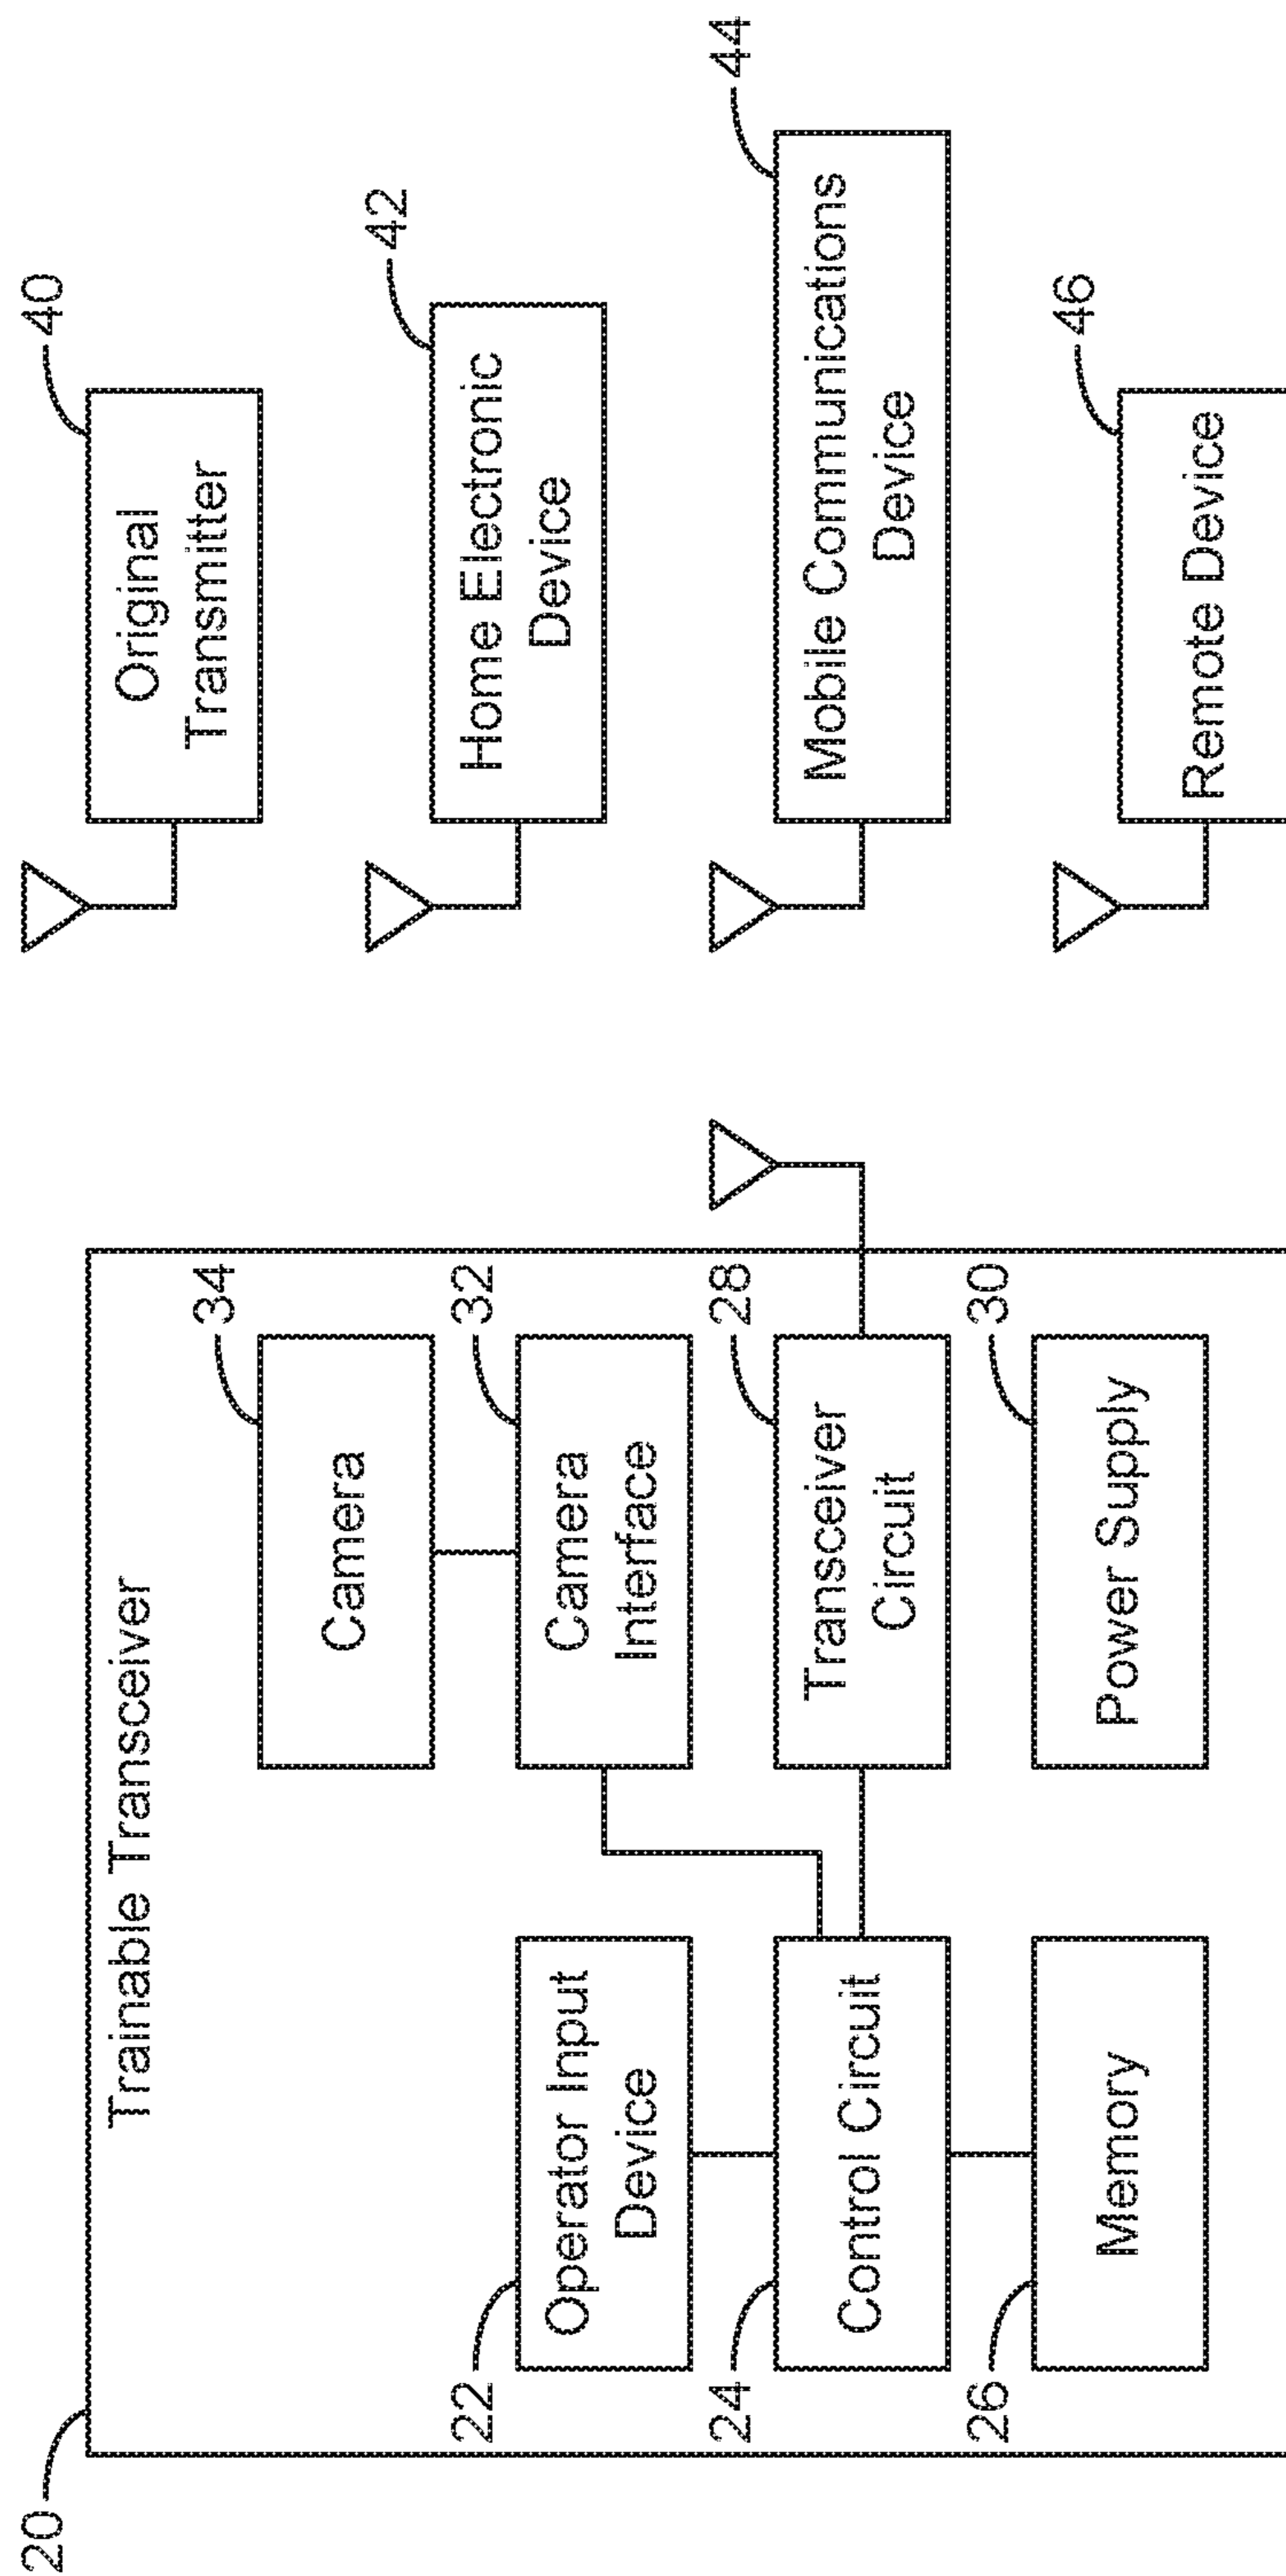 20
Trainable Transceiver
34
Camera
22
Operator Input
Device
32
Camera
Interface
24
Control Circuit
28
Transceiver
Circuit
26
Memory
30
Power Supply
40
Original
Transmitter
42
Home Electronic
Device
44
Mobile Communications
Device
46
Remote Device